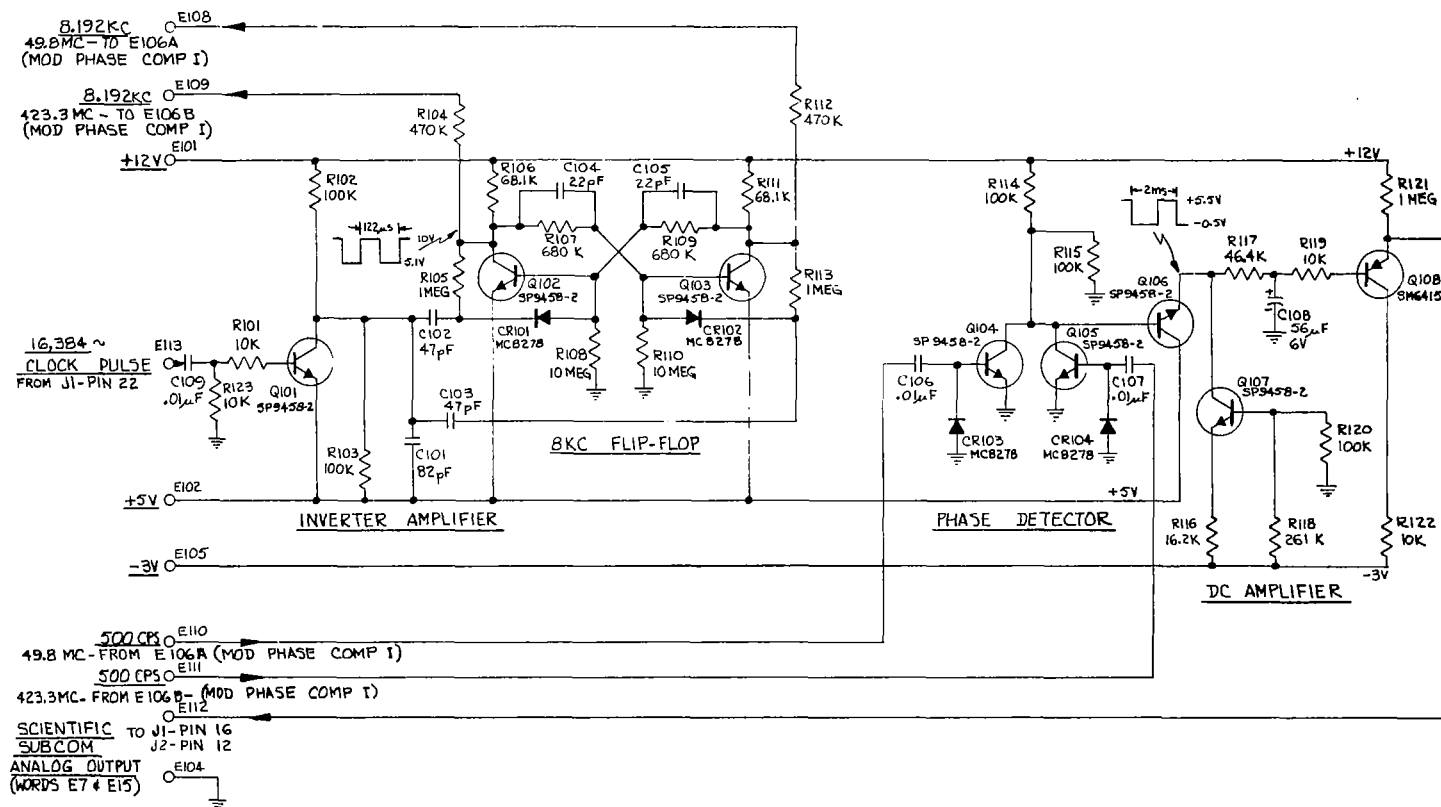 8.192KC
E108
49.8MC-TO E106A
(MOD PHASE COMP I)
8.192KC
E109
423.3MC - TO E106B
(MOD PHASE COMP I)
E101
+12V
R102
100K
R104
470K
R106
68.1K
C104
22pF
C105
22pF
R111
68.1K
R112
470K
122μs
10V
5.1V
R105
1MEG
R107
680 K
R109
680 K
Q102
SP9458-2
Q103
SP9458-2
R113
1MEG
CR101
MC8278
CR102
MC8278
C102
47pF
R108
10 MEG
R110
10 MEG
16,384 ~
CLOCK PULSE
FROM J1-PIN 22
E113
C109
.01μF
R101
10K
R123
10K
Q101
SP9458-2
C103
47pF
R103
100K
C101
82pF
8KC FLIP-FLOP
+5V
E102
INVERTER AMPLIFIER
-3V
E105
R114
100K
R115
100K
2ms
+5.5V
-0.5V
+12V
R121
1 MEG
R117
46.4K
R119
10K
Q106
SP9458-2
Q108
SM6415
C108
56μF
6V
Q104
SP9458-2
Q105
SP9458-2
C106
.01μF
C107
.01μF
Q107
SP9458-2
CR103
MC8278
CR104
MC8278
R120
100K
+5V
PHASE DETECTOR
R116
16.2K
R118
261 K
R122
10K
-3V
DC AMPLIFIER
500 CPS
E110
49.8 MC-FROM E106A (MOD PHASE COMP I)
500 CPS
E111
423.3MC-FROM E106B-(MOD PHASE COMP I)
E112
SCIENTIFIC TO J1-PIN 16
SUBCOM J2-PIN 12
ANALOG OUTPUT
E104
(WORDS E7 & E15)